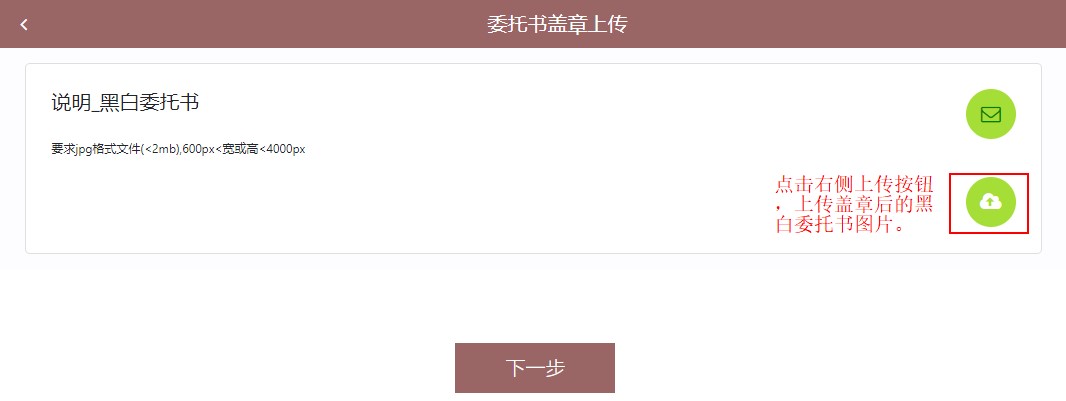 委托书盖章上传
说明_黑白委托书
要求jpg格式文件(<2mb),600px<宽或高<4000px
点击右侧上传按钮
，上传盖章后的黑
白委托书图片。
下一步